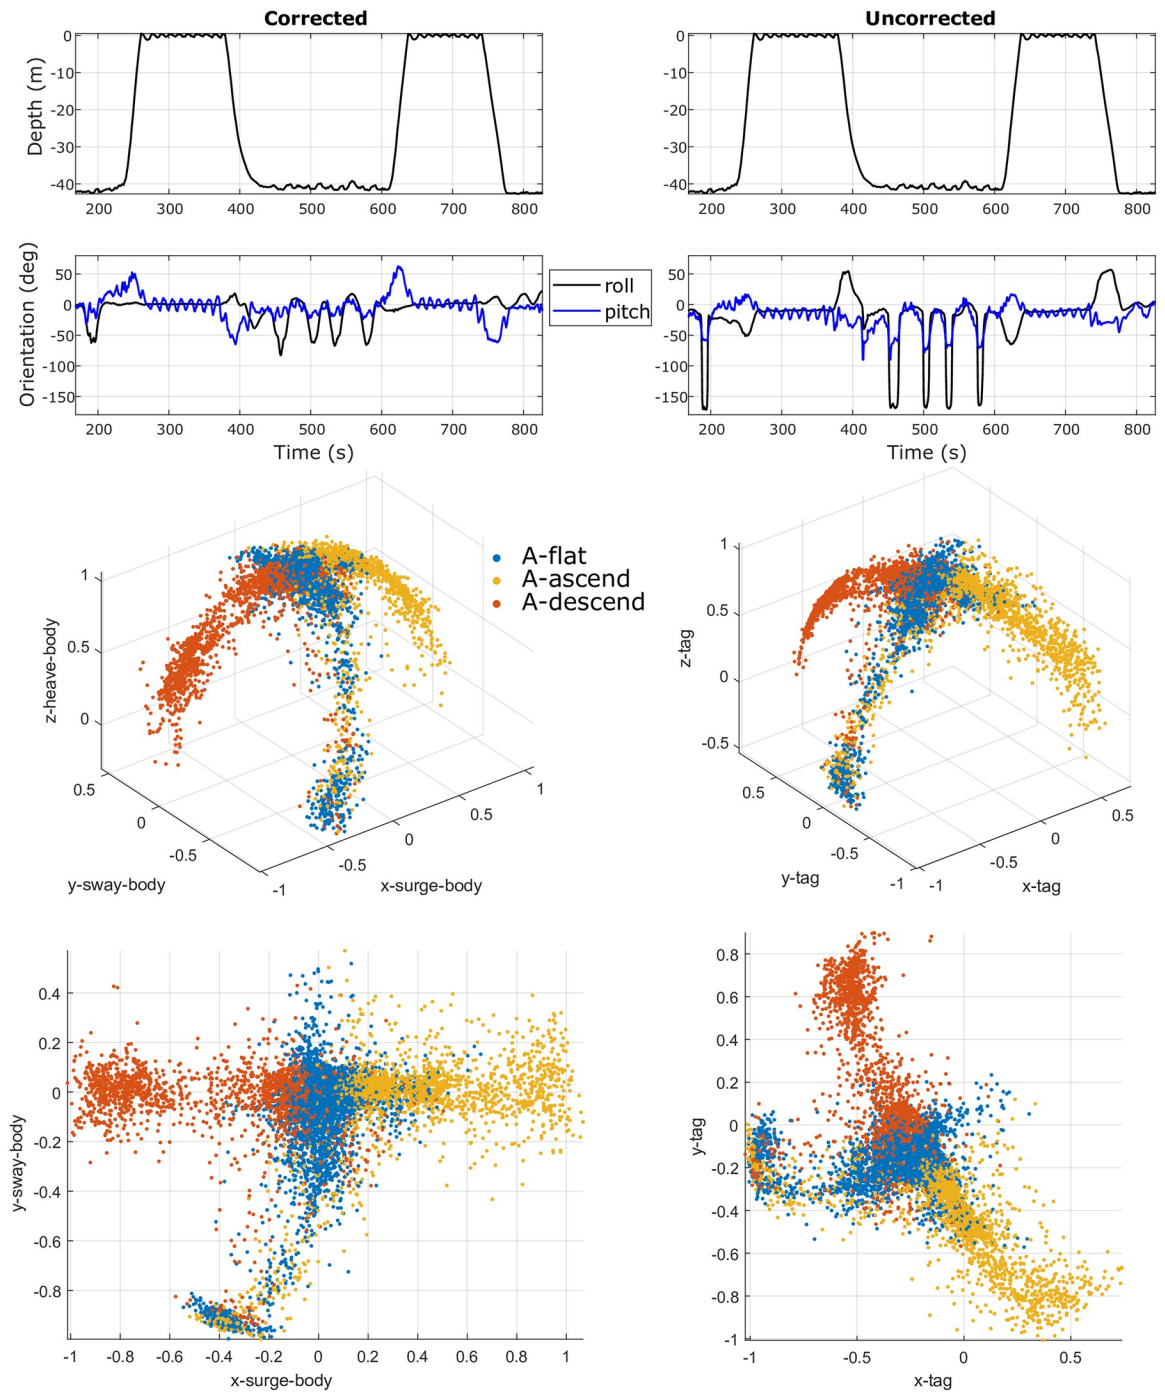 Corrected
Uncorrected
Depth (m)
0
-10
-20
-30
-40
200 300 400 500 600 700 800
0
-10
-20
-30
-40
200 300 400 500 600 700 800
Orientation (deg)
50
0
-50
-100
-150
200 300 400 500 600 700 800
Time (s)
roll
pitch
50
0
-50
-100
-150
200 300 400 500 600 700 800
Time (s)
A-flat
A-ascend
A-descend
z-heave-body
1
0.5
0
0.5
0
-0.5
-1
y-sway-body
-0.5
0
0.5
1
x-surge-body
z-tag
1
0.5
0
-0.5
0.5
0
-0.5
-1
y-tag
-1
-0.5
0
0.5
x-tag
y-sway-body
0.4
0.2
0
-0.2
-0.4
-0.6
-0.8
-1 -0.8 -0.6 -0.4 -0.2 0 0.2 0.4 0.6 0.8 1
x-surge-body
y-tag
0.8
0.6
0.4
0.2
0
-0.2
-0.4
-0.6
-0.8
-1
-1 -0.5 0 0.5
x-tag